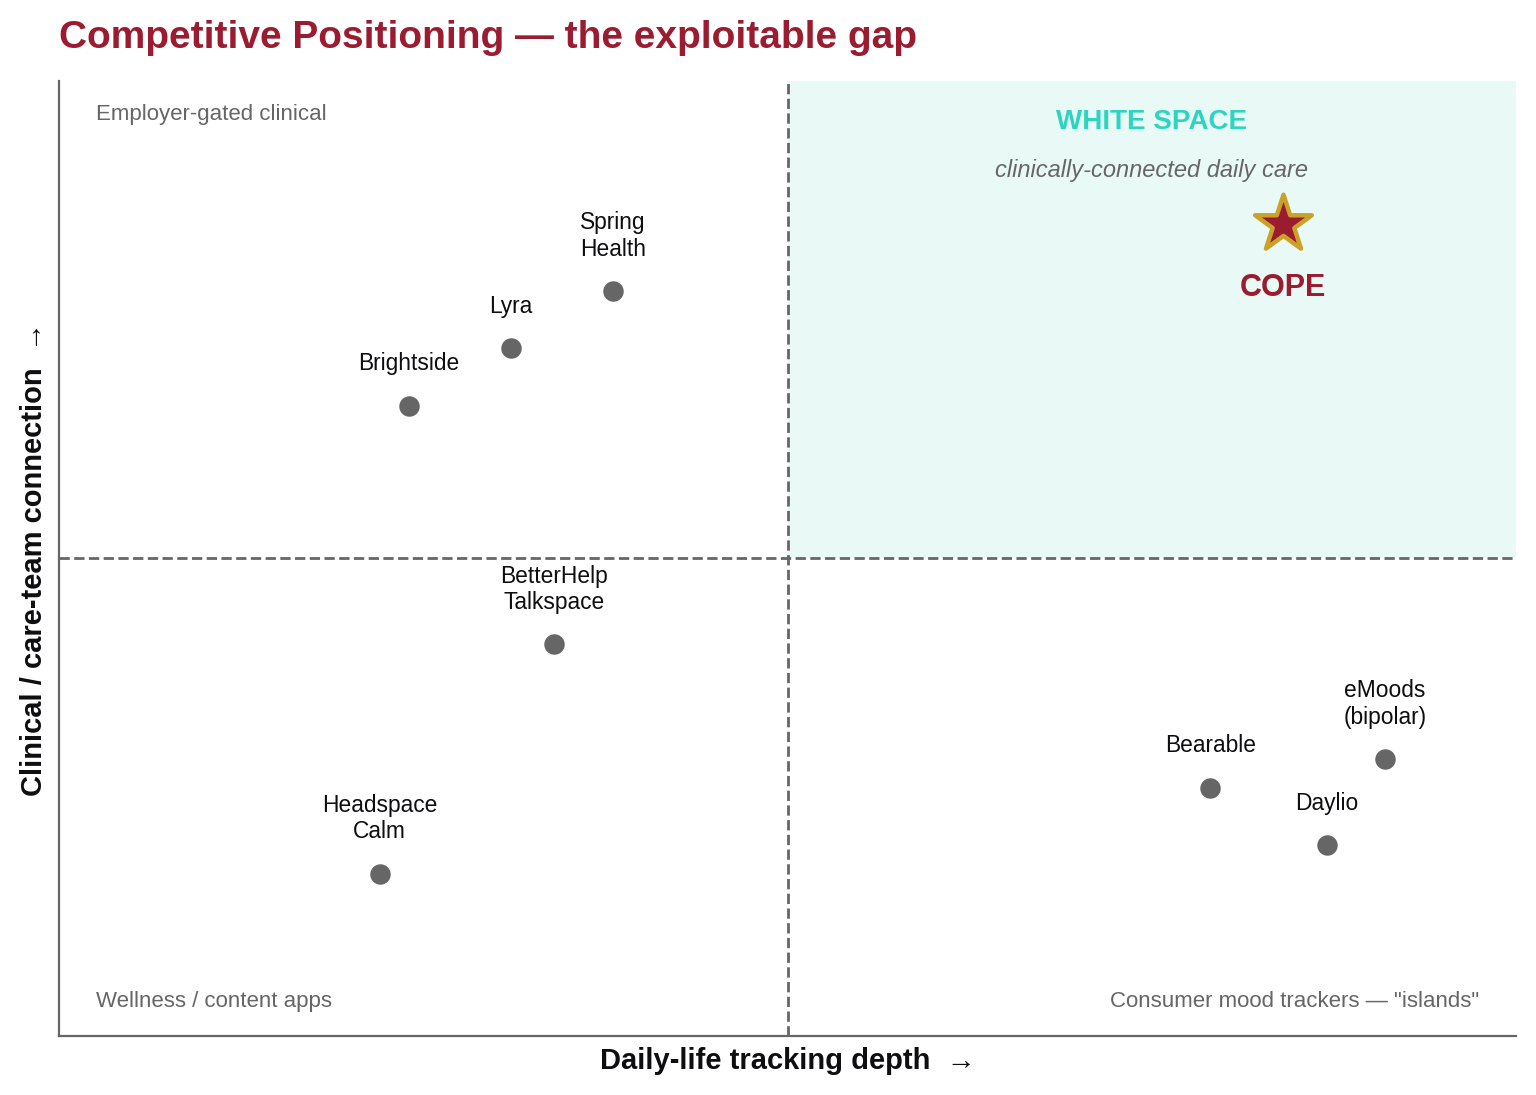 Competitive Positioning — the exploitable gap
Employer-gated clinical
WHITE SPACE
clinically-connected daily care
COPE
Spring
Health
Lyra
Brightside
BetterHelp
Talkspace
Headspace
Calm
eMoods
(bipolar)
Bearable
Daylio
Wellness / content apps
Consumer mood trackers — "islands"
Clinical / care-team connection →
Daily-life tracking depth →